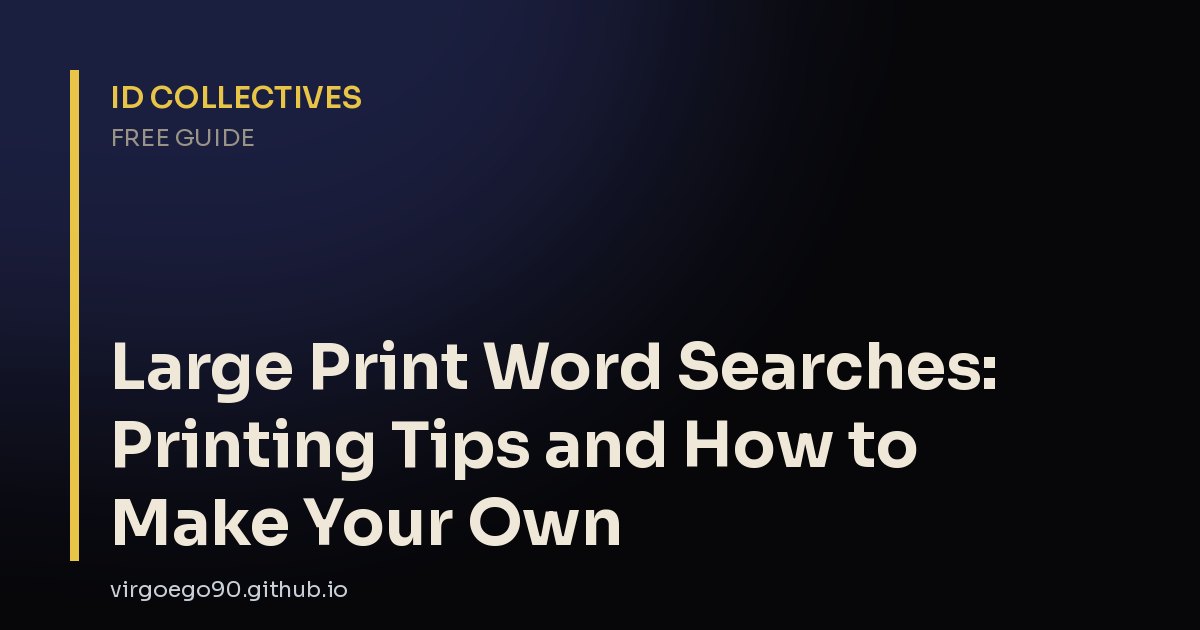 ID COLLECTIVES
FREE GUIDE
Large Print Word Searches:
Printing Tips and How to
Make Your Own
virgoego90.github.io